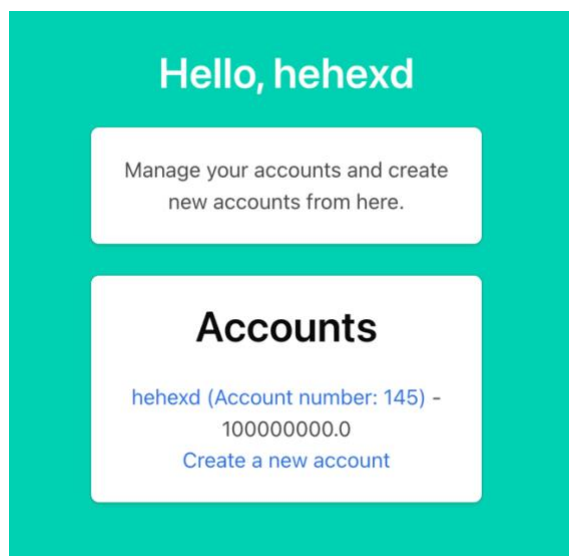 Hello, hehexd
Manage your accounts and create
new accounts from here.
Accounts
hehexd (Account number: 145) -
100000000.0
Create a new account